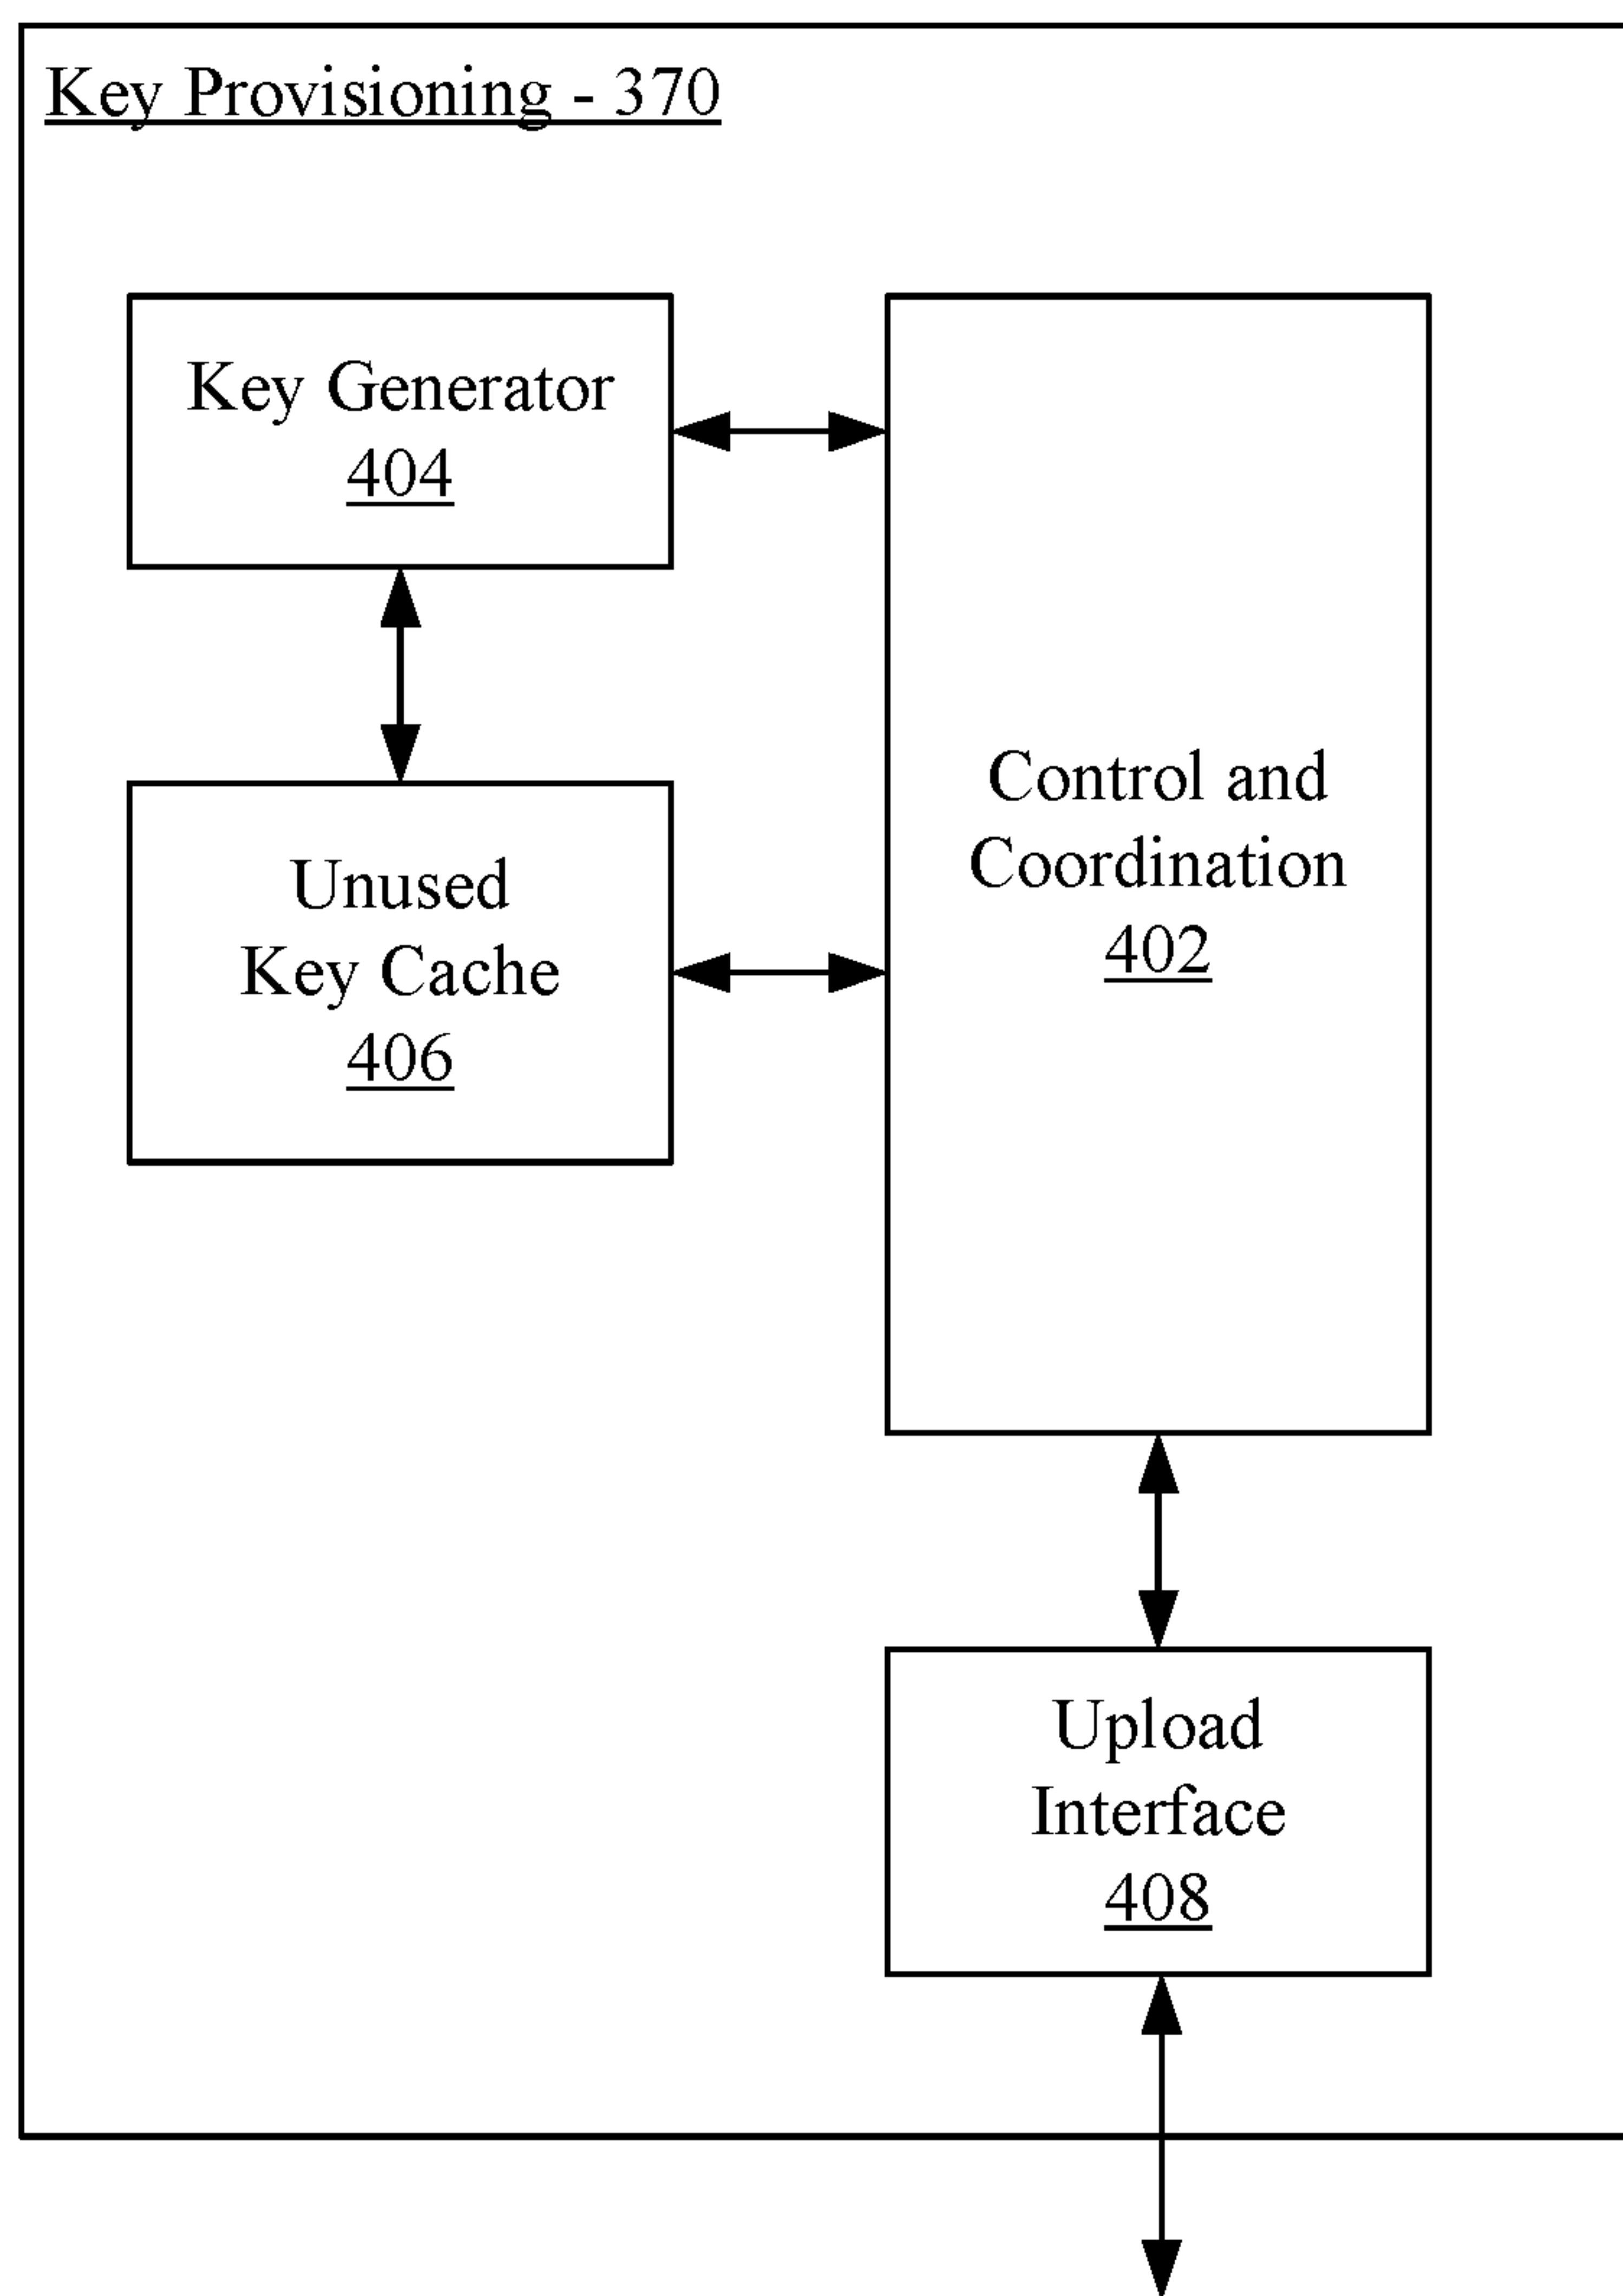 Key Provisioning - 370
Key Generator
404
Unused
Key Cache
406
Control and
Coordination
402
Upload
Interface
408